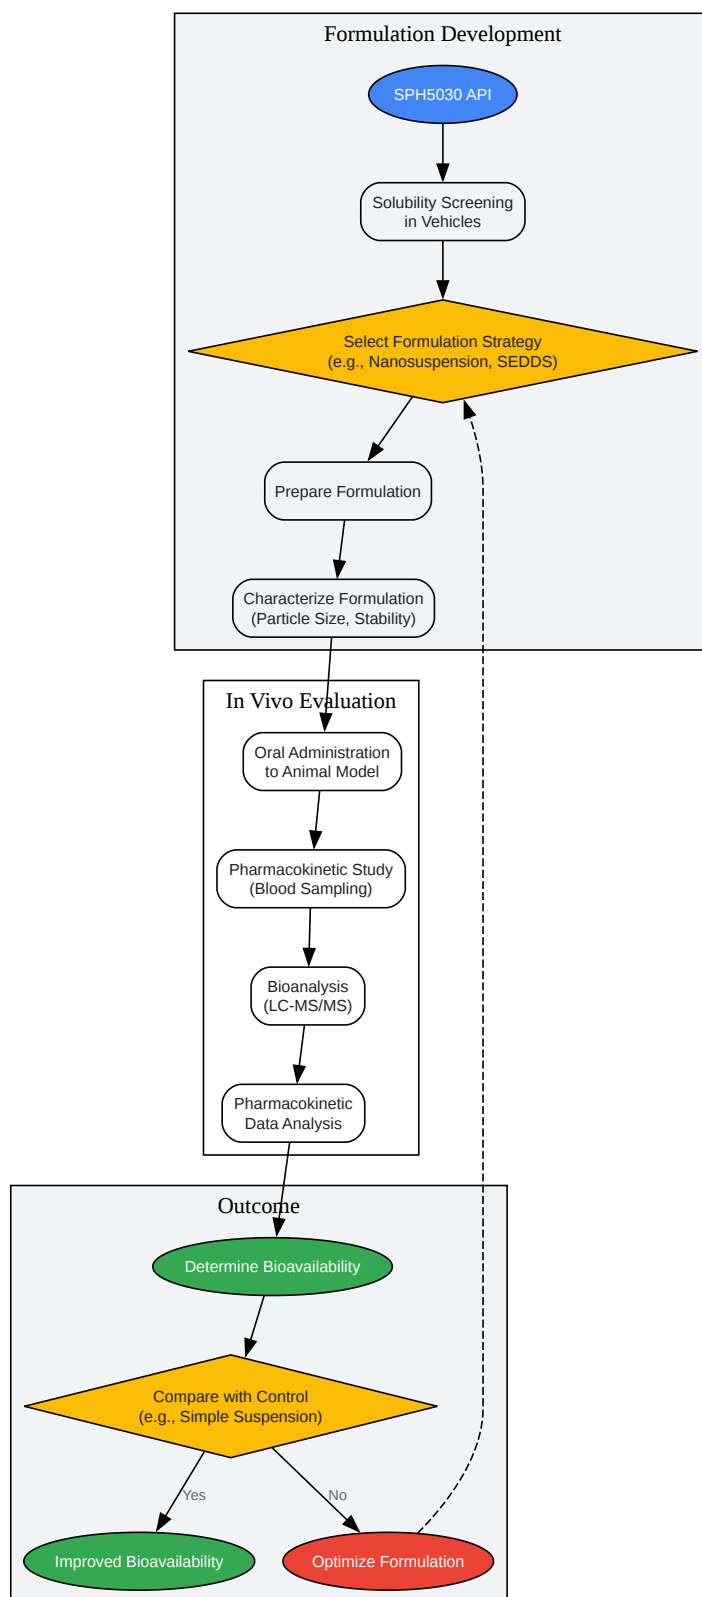 Formulation Development
SPH5030 API
Solubility Screening
in Vehicles
Select Formulation Strategy
(e.g., Nanosuspension, SEDDS)
Prepare Formulation
Characterize Formulation
(Particle Size, Stability)
In Vivo Evaluation
Oral Administration
to Animal Model
Pharmacokinetic Study
(Blood Sampling)
Bioanalysis
(LC-MS/MS)
Pharmacokinetic
Data Analysis
Outcome
Determine Bioavailability
Compare with Control
(e.g., Simple Suspension)
Yes
No
Improved Bioavailability
Optimize Formulation